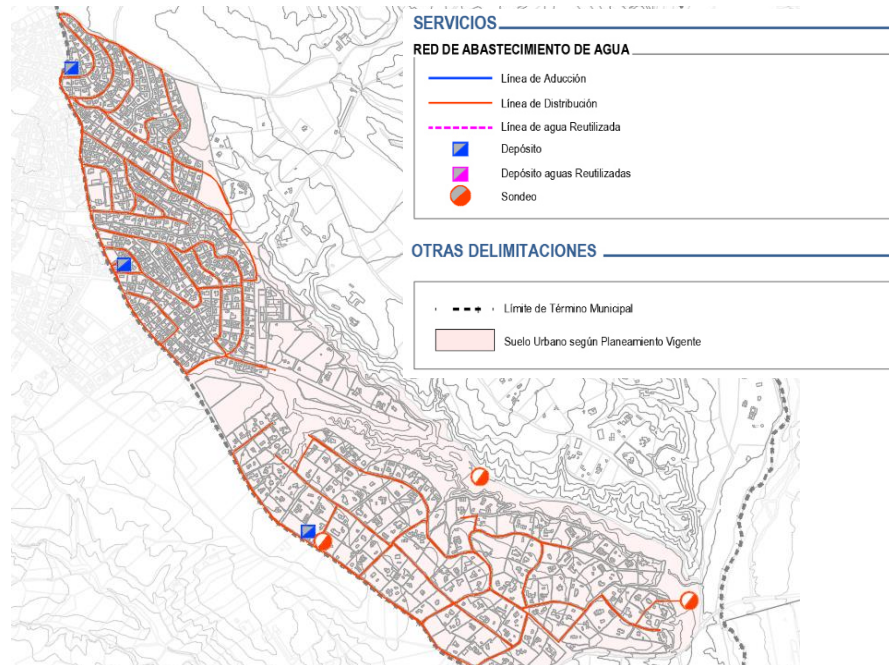 SERVICIOS
RED DE ABASTECIMIENTO DE AGUA
Línea de Aducción
Línea de Distribución
Línea de agua Reutilizada
Depósito
Depósito aguas Reutilizadas
Sondeo
OTRAS DELIMITACIONES
Límite de Término Municipal
Suelo Urbano según Planeamiento Vigente